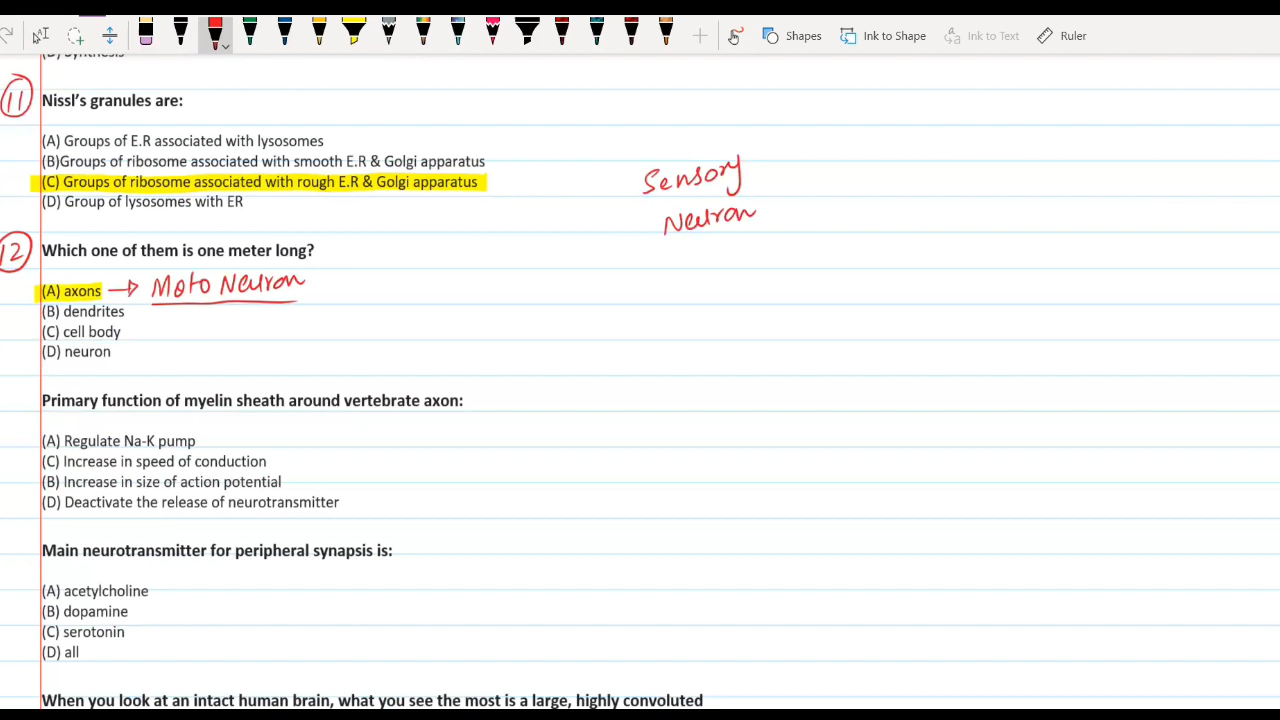 Shapes
Ink to Shape
Ink to Text
Ruler
(D) Synthesis
11
Nissl's granules are:
(A) Groups of E.R associated with lysosomes
(B)Groups of ribosome associated with smooth E.R & Golgi apparatus
(C) Groups of ribosome associated with rough E.R & Golgi apparatus
(D) Group of lysosomes with ER
Sensory
Neuron
12
Which one of them is one meter long?
(A) axons → Moto Neuron
(B) dendrites
(C) cell body
(D) neuron
Primary function of myelin sheath around vertebrate axon:
(A) Regulate Na-K pump
(C) Increase in speed of conduction
(B) Increase in size of action potential
(D) Deactivate the release of neurotransmitter
Main neurotransmitter for peripheral synapsis is:
(A) acetylcholine
(B) dopamine
(C) serotonin
(D) all
When you look at an intact human brain, what you see the most is a large, highly convoluted